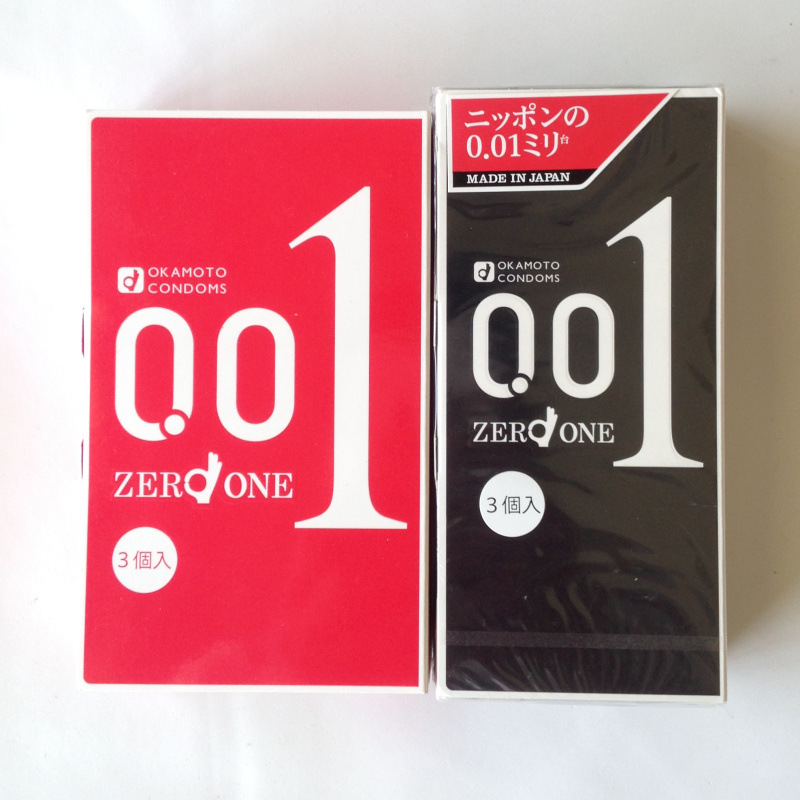 OKAMOTO
CONDOMS
0.01
ZERO ONE
3個入
ニッポンの
0.01ミリ台
MADE IN JAPAN
OKAMOTO
CONDOMS
0.01
ZERO ONE
3個入